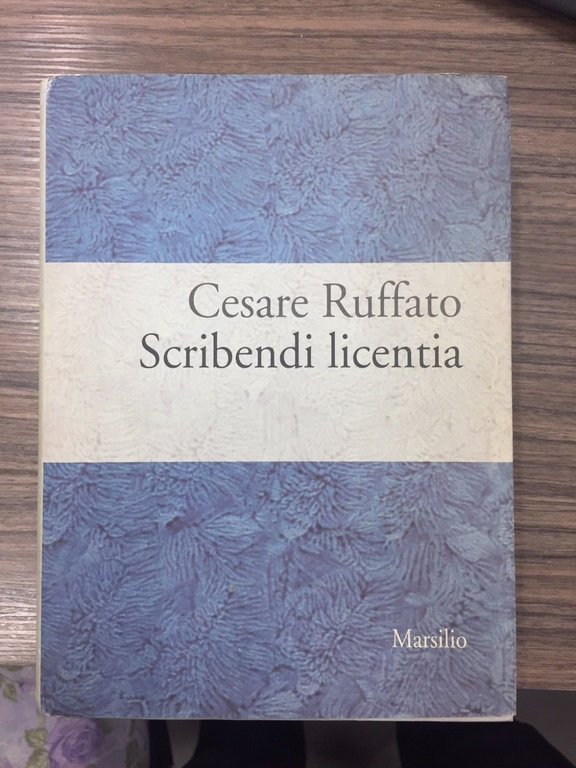 Cesare Ruffato
Scribendi licentia
Marsilio